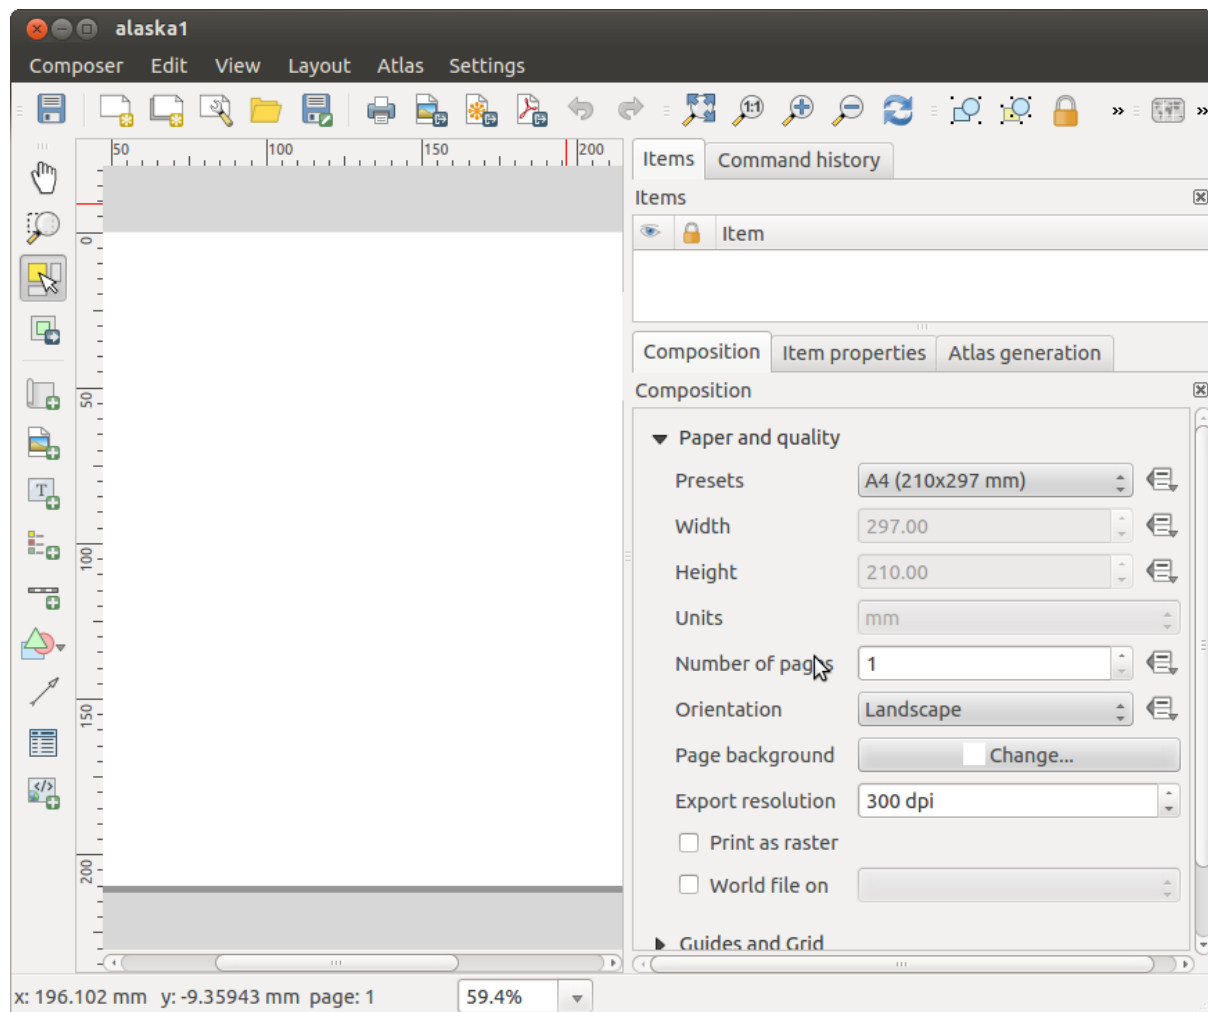 alaska1
Composer Edit View Layout Atlas Settings
1:1 » »
50 100 150 200
Items Command history
Items
Item
Composition Item properties Atlas generation
Composition
Paper and quality
Presets A4 (210x297 mm)
Width 297.00
Height 210.00
Units mm
Number of pages 1
Orientation Landscape
Page background Change...
Export resolution 300 dpi
Print as raster
World file on
Guides and Grid
0
50
100
150
200
T
</>
x: 196.102 mm y: -9.35943 mm page: 1 59.4%